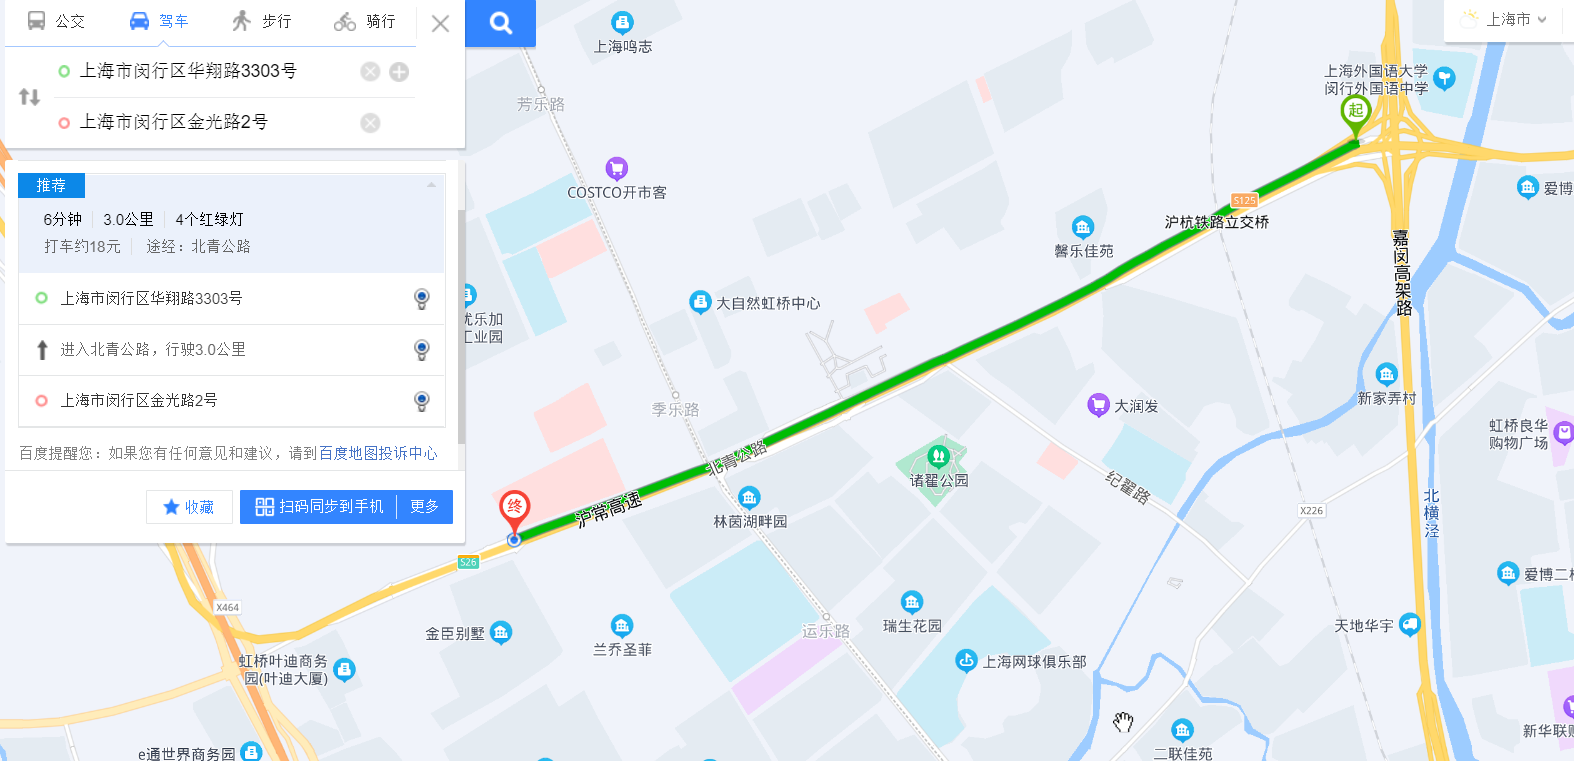 公交
驾车
步行
骑行
上海市闵行区华翔路3303号
上海市闵行区金光路2号
推荐
6分钟 3.0公里 4个红绿灯
打车约18元 途经：北青公路
上海市闵行区华翔路3303号
进入北青公路，行驶3.0公里
上海市闵行区金光路2号
百度提醒您：如果您有任何意见和建议，请到百度地图投诉中心
收藏
扫码同步到手机
更多
上海市
上海鸣志
芳乐路
COSTCO开市客
上海外国语大学
闵行外国语中学
起
爱博
S125
沪杭铁路立交桥
馨乐佳苑
嘉闵高架路
大自然虹桥中心
优乐加
工业园
季乐路
大润发
新家弄村
虹桥良华
购物广场
北青公路
诸翟公园
纪翟路
终
沪常高速
林茵湖畔园
X226
北横泾
S26
爱博二村
X464
金臣别墅
兰乔圣菲
运乐路
瑞生花园
天地华宇
虹桥叶迪商务
园(叶迪大厦)
上海网球俱乐部
新华联购
e通世界商务园
二联佳苑